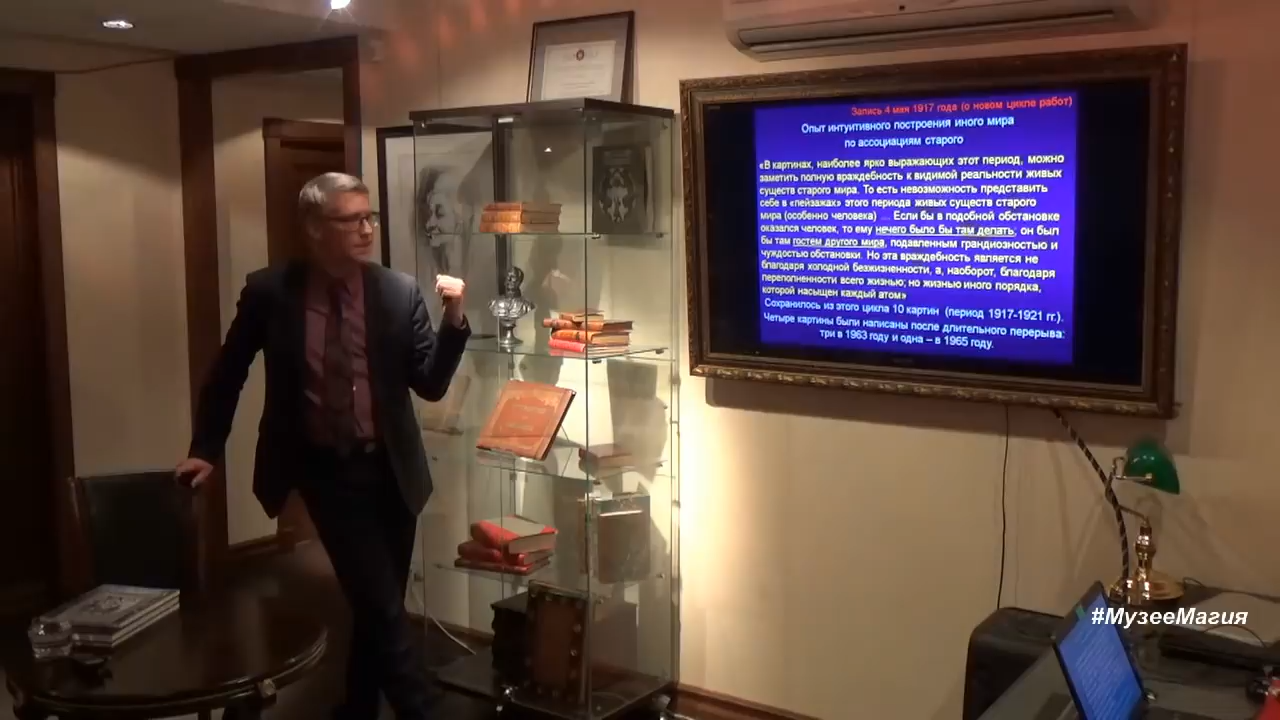 Запись 4 мая 1917 года (о новом цикле работ)
Опыт интуитивного построения иного мира
по ассоциациям старого
«В картинах, наиболее ярко выражающих этот период, можно
заметить полную враждебность к видимой реальности живых
существ старого мира. То есть невозможность представить
себе в «пейзажах» этого периода живых существ старого
мира (особенно человека) ... Если бы в подобной обстановке
оказался человек, то ему нечего было бы там делать; он был
бы там гостем другого мира, подавленным грандиозностью и
чуждостью обстановки. Но эта враждебность является не
благодаря холодной безжизненности, а, наоборот, благодаря
переполненности всего жизнью; но жизнью иного порядка,
которой насыщен каждый атом»
Сохранилось из этого цикла 10 картин (период 1917-1921 гг.).
Четыре картины были написаны после длительного перерыва:
три в 1963 году и одна – в 1965 году.
#МузееМагия